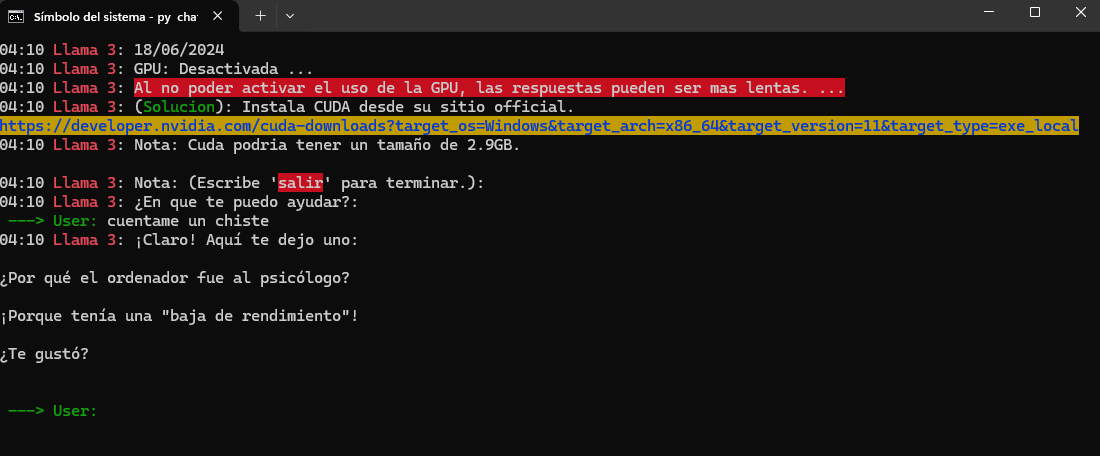 Símbolo del sistema - py chat
04:10 Llama 3: 18/06/2024
04:10 Llama 3: GPU: Desactivada ...
04:10 Llama 3: Al no poder activar el uso de la GPU, las respuestas pueden ser mas lentas. ...
04:10 Llama 3: (Solucion): Instala CUDA desde su sitio official.
https://developer.nvidia.com/cuda-downloads?target_os=Windows&target_arch=x86_64&target_version=11&target_type=exe_local
04:10 Llama 3: Nota: Cuda podria tener un tamaño de 2.9GB.
04:10 Llama 3: Nota: (Escribe 'salir' para terminar.):
04:10 Llama 3: ¿En que te puedo ayudar?:
---> User: cuentame un chiste
04:10 Llama 3: ¡Claro! Aquí te dejo uno:
¿Por qué el ordenador fue al psicólogo?
¡Porque tenía una "baja de rendimiento"!
¿Te gustó?
---> User: